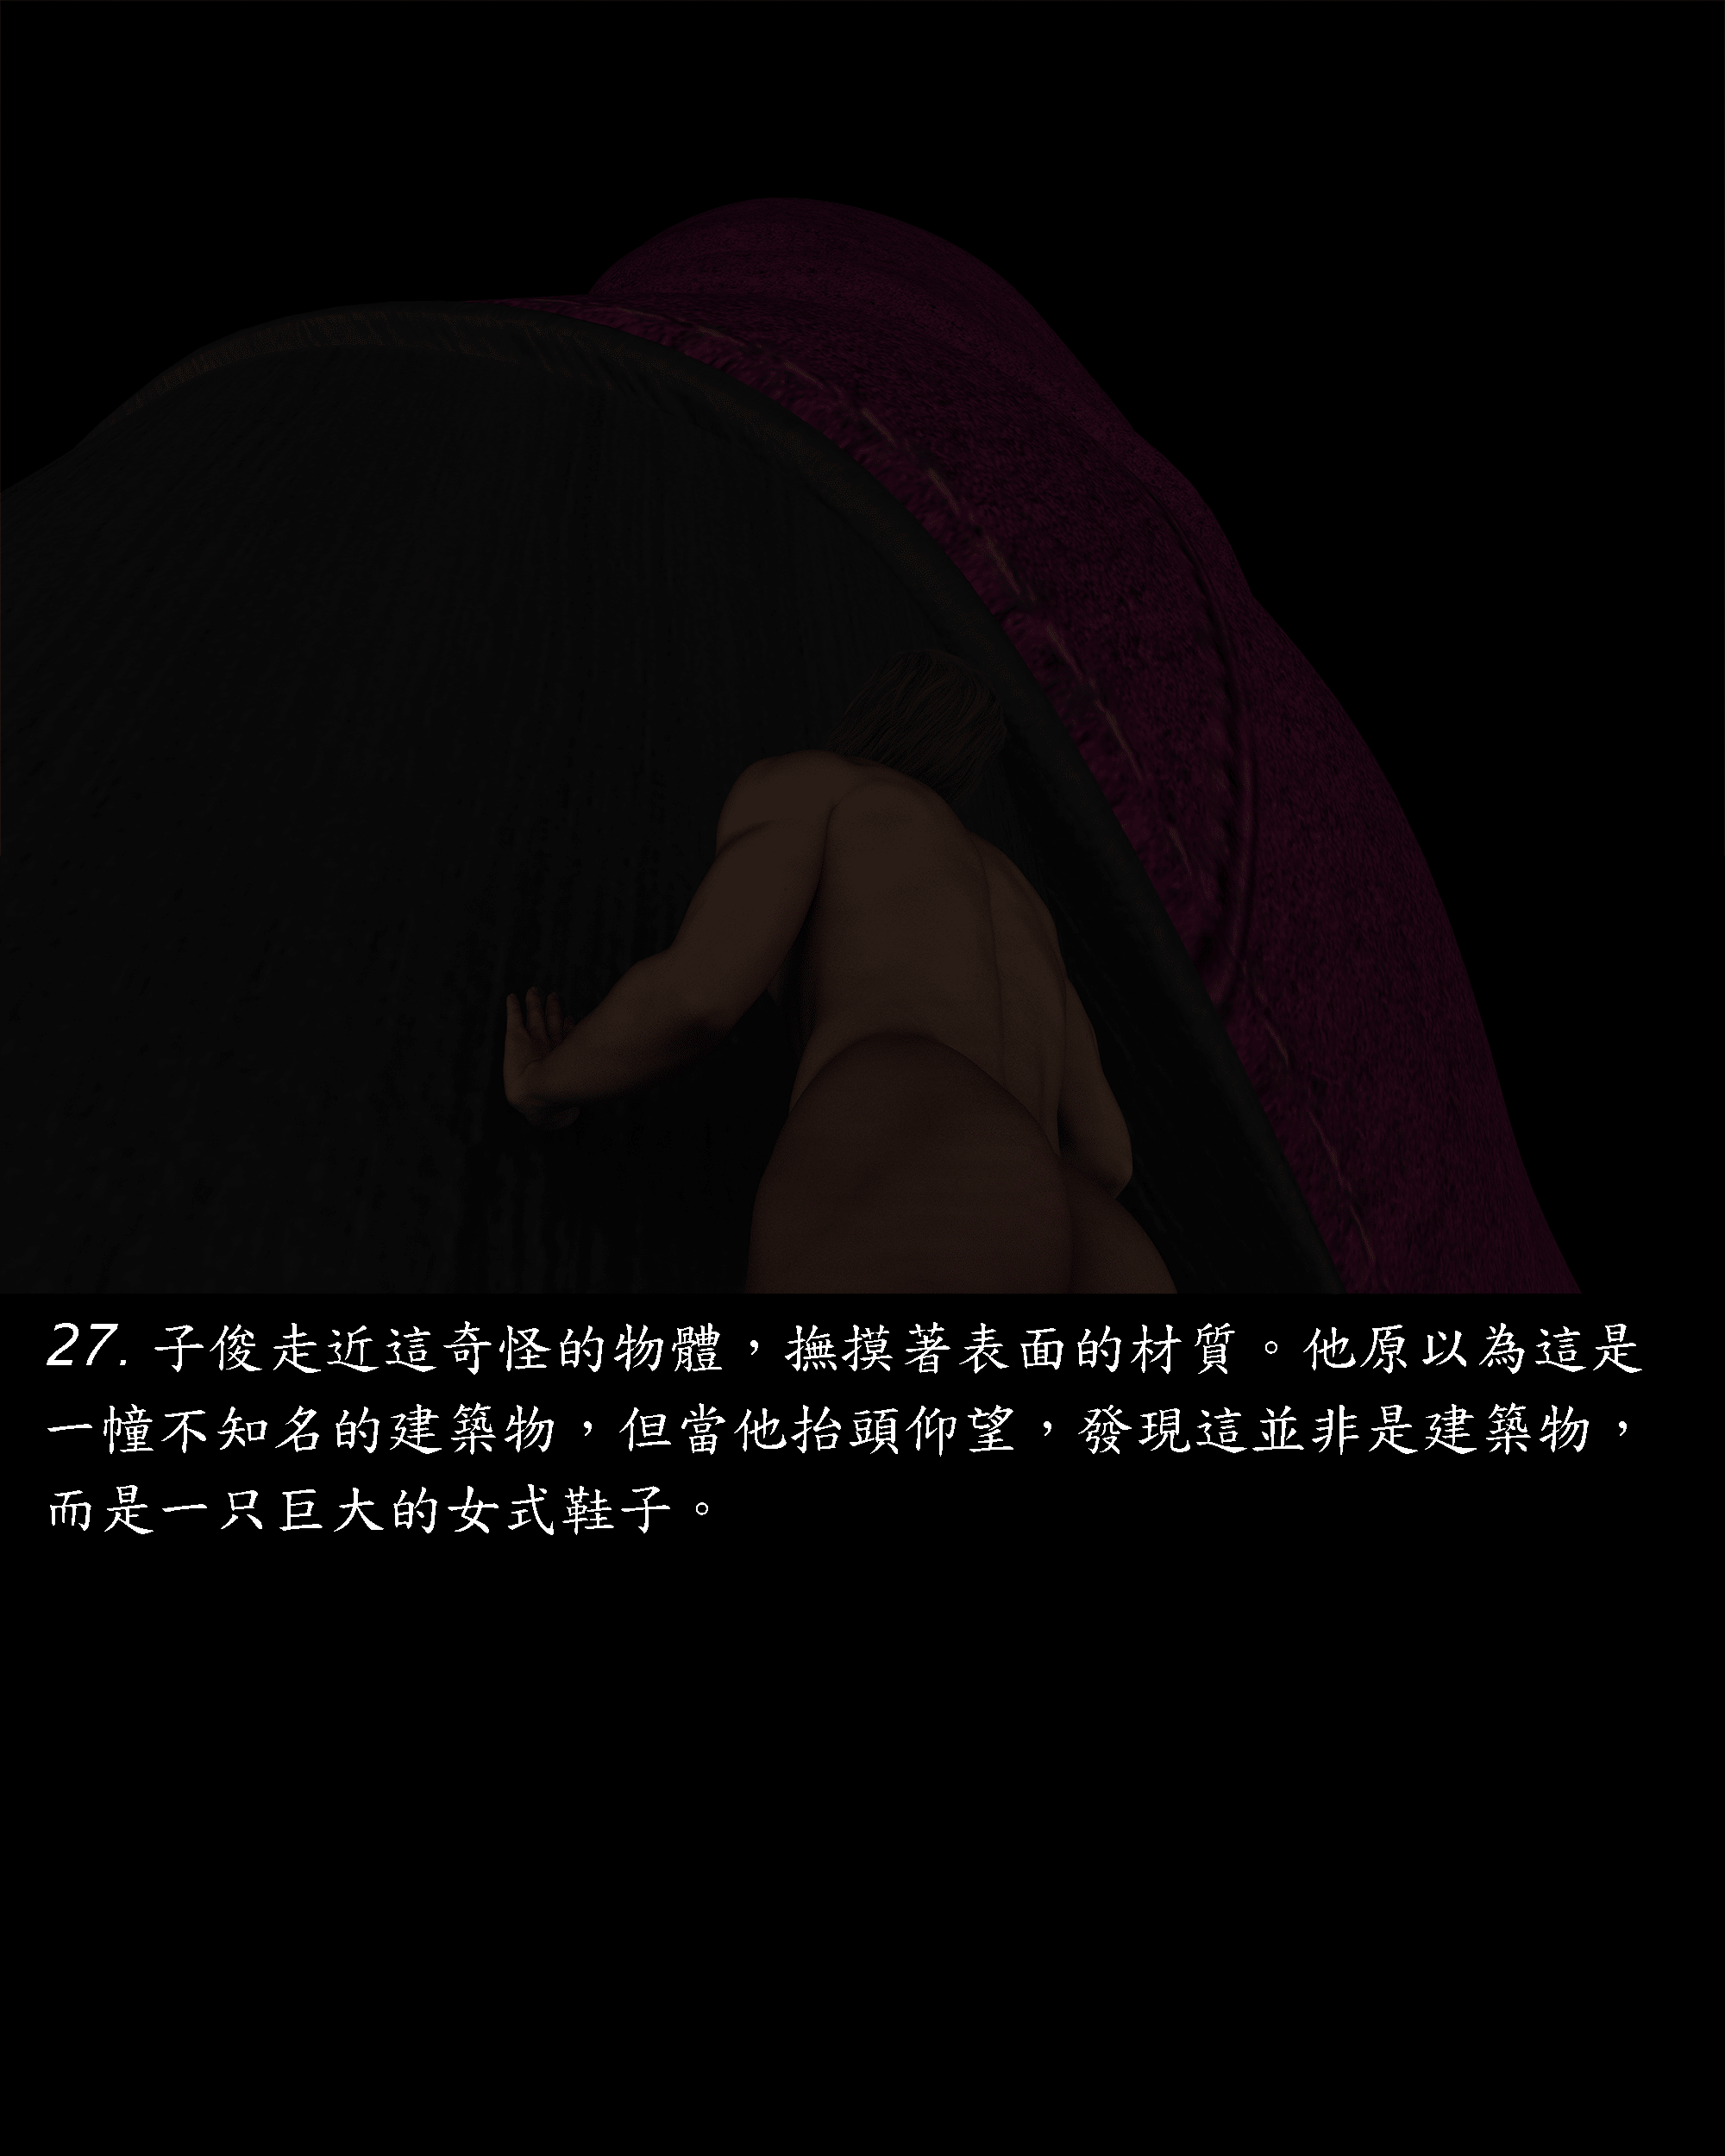 27. 子俊走近這奇怪的物體，撫摸著表面的材質。他原以為這是
一幢不知名的建築物，但當他抬頭仰望，發現這並非是建築物，
而是一只巨大的女式鞋子。